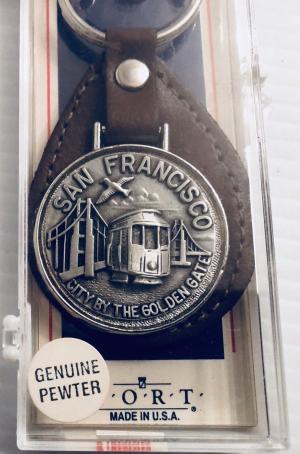 SAN FRANCISCO
CITY BY THE GOLDEN GATE
GENUINE
PEWTER
MADE IN U.S.A.